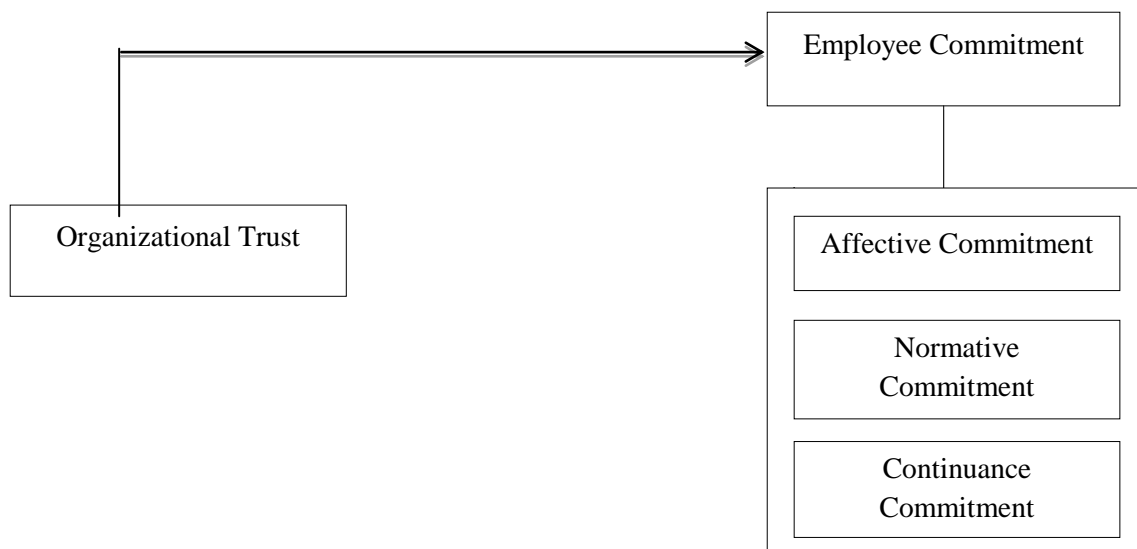 Employee Commitment
Organizational Trust
Affective Commitment
Normative
Commitment
Continuance
Commitment